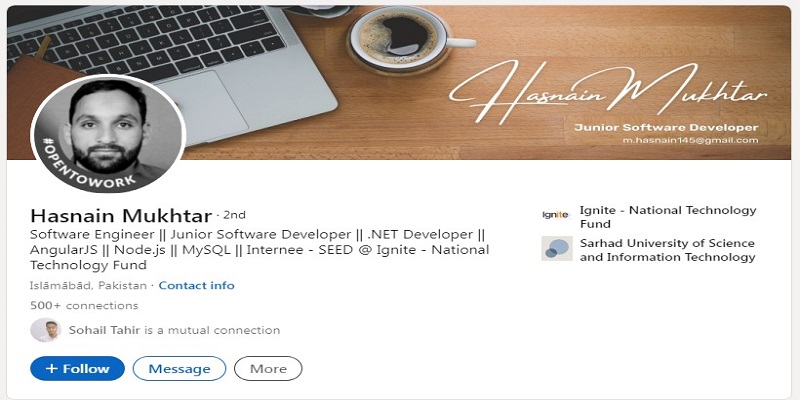 Hasnain Mukhtar
Junior Software Developer
m.hasnain145@gmail.com
#OPENTOWORK
Hasnain Mukhtar · 2nd
Software Engineer || Junior Software Developer || .NET Developer ||
AngularJS || Node.js || MySQL || Internee - SEED @ Ignite - National
Technology Fund
Islāmābād, Pakistan · Contact info
500+ connections
Sohail Tahir is a mutual connection
+ Follow
Message
More
Ignite
Ignite - National Technology
Fund
Sarhad University of Science
and Information Technology